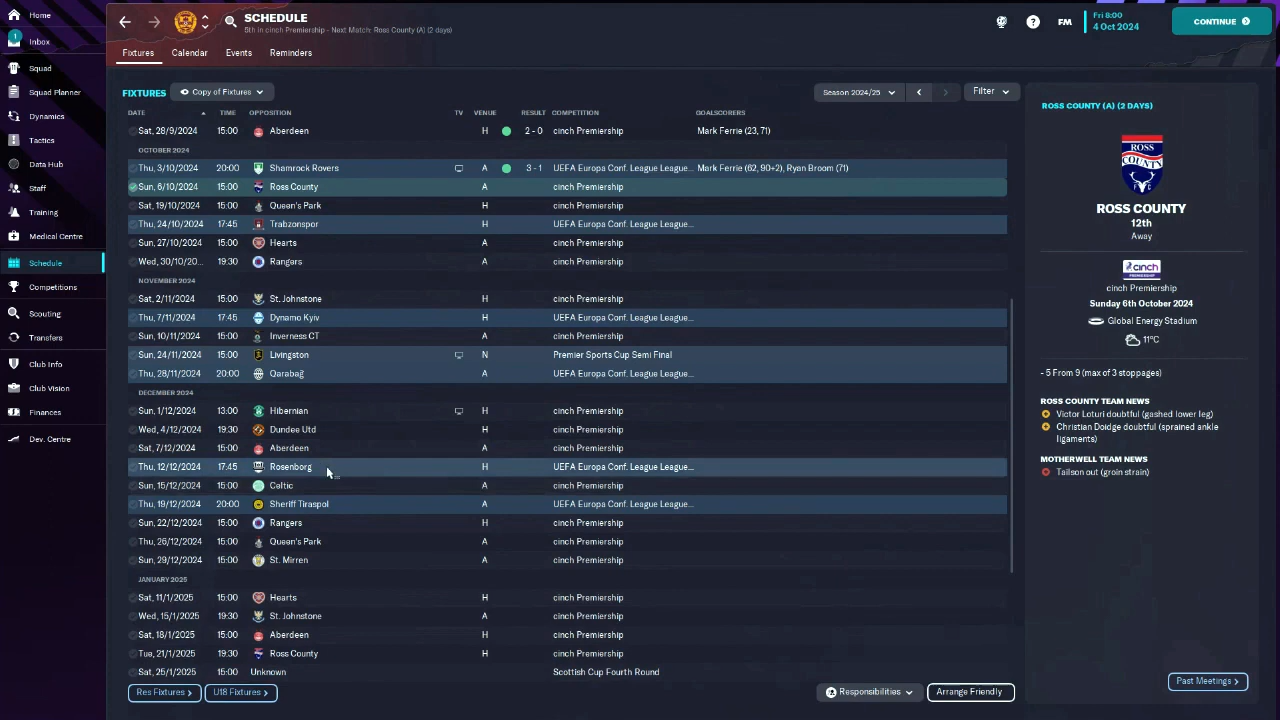 Home
SCHEDULE
5th in cinch Premiership - Next Match: Ross County (A) (2 days)
FM
Fri 8:00
4 Oct 2024
CONTINUE
1
Inbox
Fixtures
Calendar
Events
Reminders
Squad
Squad Planner
Dynamics
Tactics
Data Hub
Staff
Training
Medical Centre
Schedule
Competitions
Scouting
Transfers
Club Info
Club Vision
Finances
Dev. Centre
FIXTURES
Copy of Fixtures
Season 2024/25
Filter
DATE TIME OPPOSITION TV VENUE RESULT COMPETITION GOALSCORERS
Sat, 28/9/2024 15:00 Aberdeen H 2 - 0 cinch Premiership Mark Ferrie (23, 71)
OCTOBER 2024
Thu, 3/10/2024 20:00 Shamrock Rovers A 3 - 1 UEFA Europa Conf. League League... Mark Ferrie (62, 90+2), Ryan Broom (71)
Sun, 6/10/2024 15:00 Ross County A cinch Premiership
Sat, 19/10/2024 15:00 Queen's Park H cinch Premiership
Thu, 24/10/2024 17:45 Trabzonspor H UEFA Europa Conf. League League...
Sun, 27/10/2024 15:00 Hearts A cinch Premiership
Wed, 30/10/20... 19:30 Rangers A cinch Premiership
NOVEMBER 2024
Sat, 2/11/2024 15:00 St. Johnstone H cinch Premiership
Thu, 7/11/2024 17:45 Dynamo Kyiv H UEFA Europa Conf. League League...
Sun, 10/11/2024 15:00 Inverness CT A cinch Premiership
Sun, 24/11/2024 15:00 Livingston N Premier Sports Cup Semi Final
Thu, 28/11/2024 20:00 Qarabağ A UEFA Europa Conf. League League...
DECEMBER 2024
Sun, 1/12/2024 13:00 Hibernian H cinch Premiership
Wed, 4/12/2024 19:30 Dundee Utd H cinch Premiership
Sat, 7/12/2024 15:00 Aberdeen A cinch Premiership
Thu, 12/12/2024 17:45 Rosenborg H UEFA Europa Conf. League League...
Sun, 15/12/2024 15:00 Celtic A cinch Premiership
Thu, 19/12/2024 20:00 Sheriff Tiraspol A UEFA Europa Conf. League League...
Sun, 22/12/2024 15:00 Rangers H cinch Premiership
Thu, 26/12/2024 15:00 Queen's Park A cinch Premiership
Sun, 29/12/2024 15:00 St. Mirren A cinch Premiership
JANUARY 2025
Sat, 11/1/2025 15:00 Hearts H cinch Premiership
Wed, 15/1/2025 19:30 St. Johnstone A cinch Premiership
Sat, 18/1/2025 15:00 Aberdeen H cinch Premiership
Tue, 21/1/2025 19:30 Ross County H cinch Premiership
Sat, 25/1/2025 15:00 Unknown Scottish Cup Fourth Round
Res Fixtures
U18 Fixtures
Responsibilities
Arrange Friendly
ROSS COUNTY (A) (2 DAYS)
ROSS
COUNTY
ROSS COUNTY
12th
Away
cinch
PREMIERSHIP
cinch Premiership
Sunday 6th October 2024
Global Energy Stadium
11°C
- 5 From 9 (max of 3 stoppages)
ROSS COUNTY TEAM NEWS
Victor Loturi doubtful (gashed lower leg)
Christian Doidge doubtful (sprained ankle
ligaments)
MOTHERWELL TEAM NEWS
Tailson out (groin strain)
Past Meetings